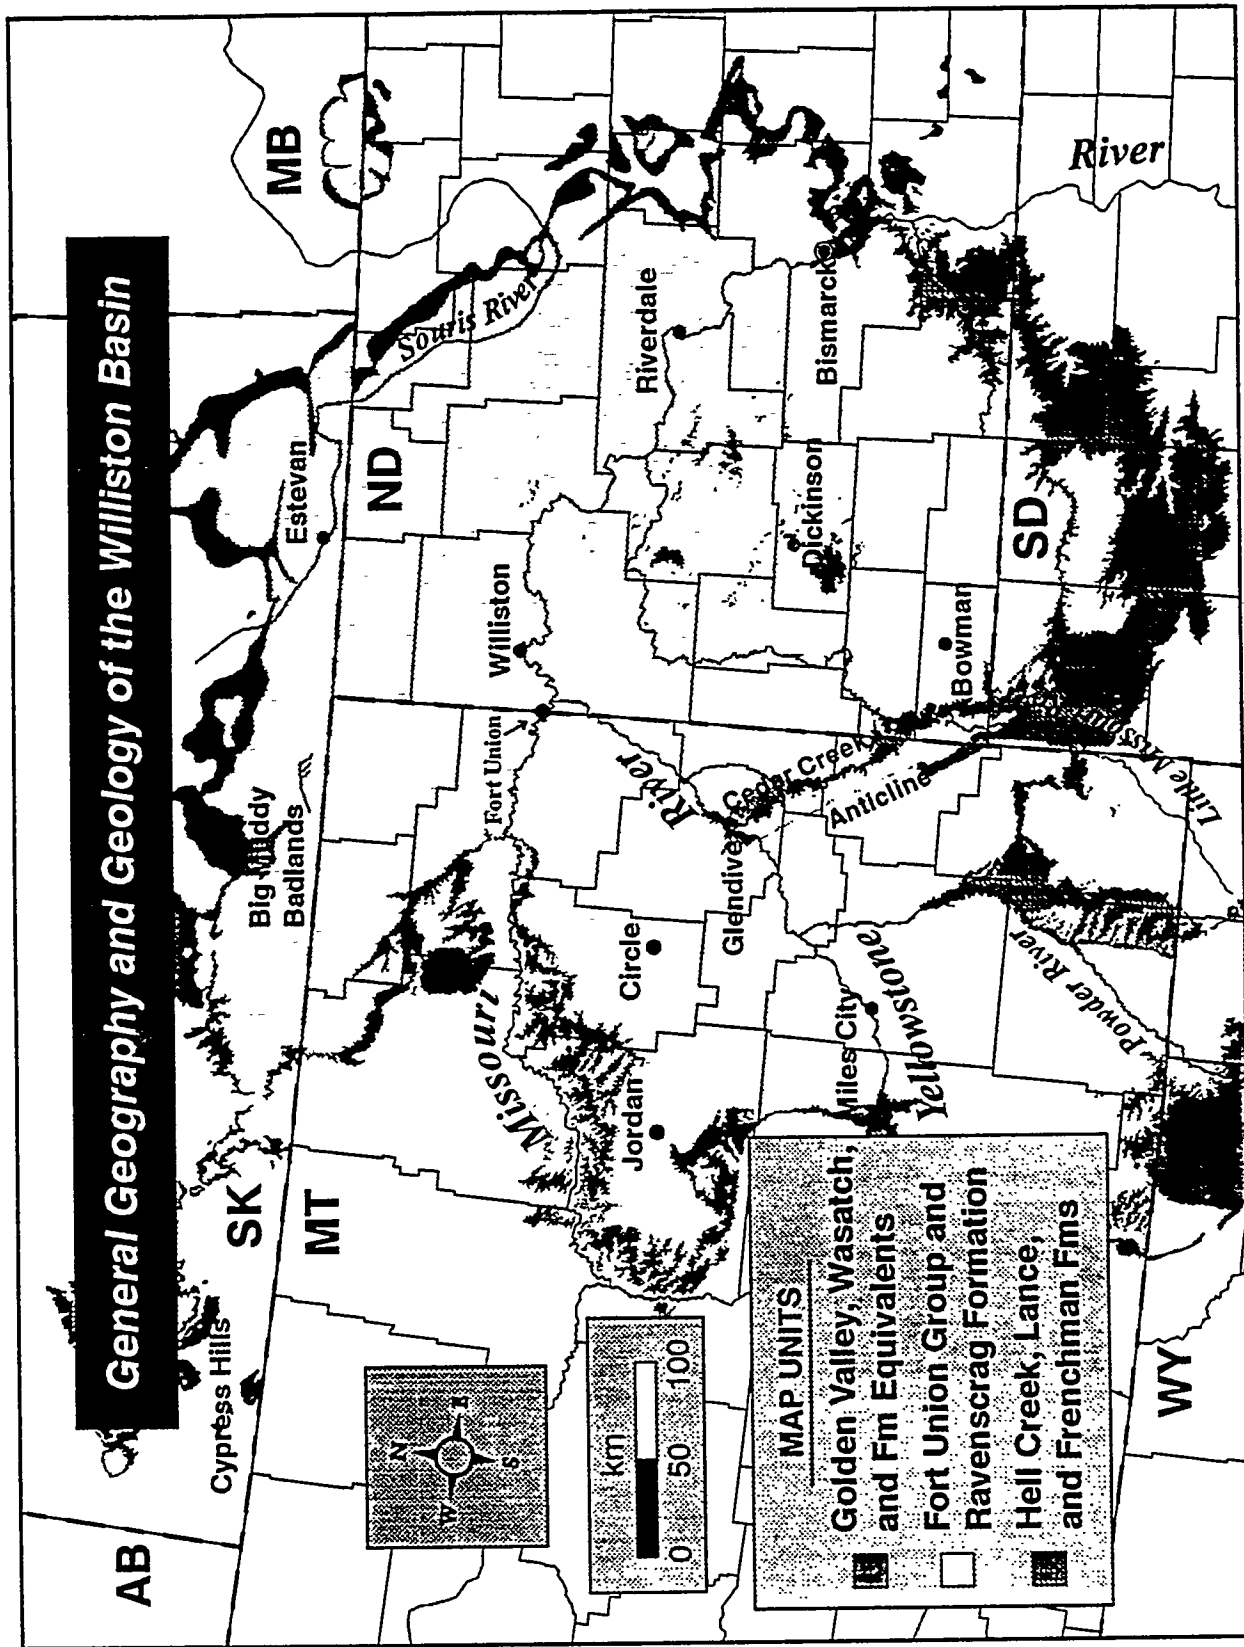 General Geography and Geology of the Williston Basin
AB
Cypress Hills
SK
MT
Big Muddy
Badlands
Estevan
MB
ND
Souris River
Williston
Fort Union
Missouri
River
Riverdale
Circle
Jordan
Glendive
Cedar Creek
Anticline
Dickinson
Bismarck
Miles City
Yellowstone
Bowman
SD
River
Powder River
Little Missouri
WY
N
W
E
S
km
0 50 100
MAP UNITS
Golden Valley, Wasatch,
and Fm Equivalents
Fort Union Group and
Ravenscrag Formation
Hell Creek, Lance,
and Frenchman Fms